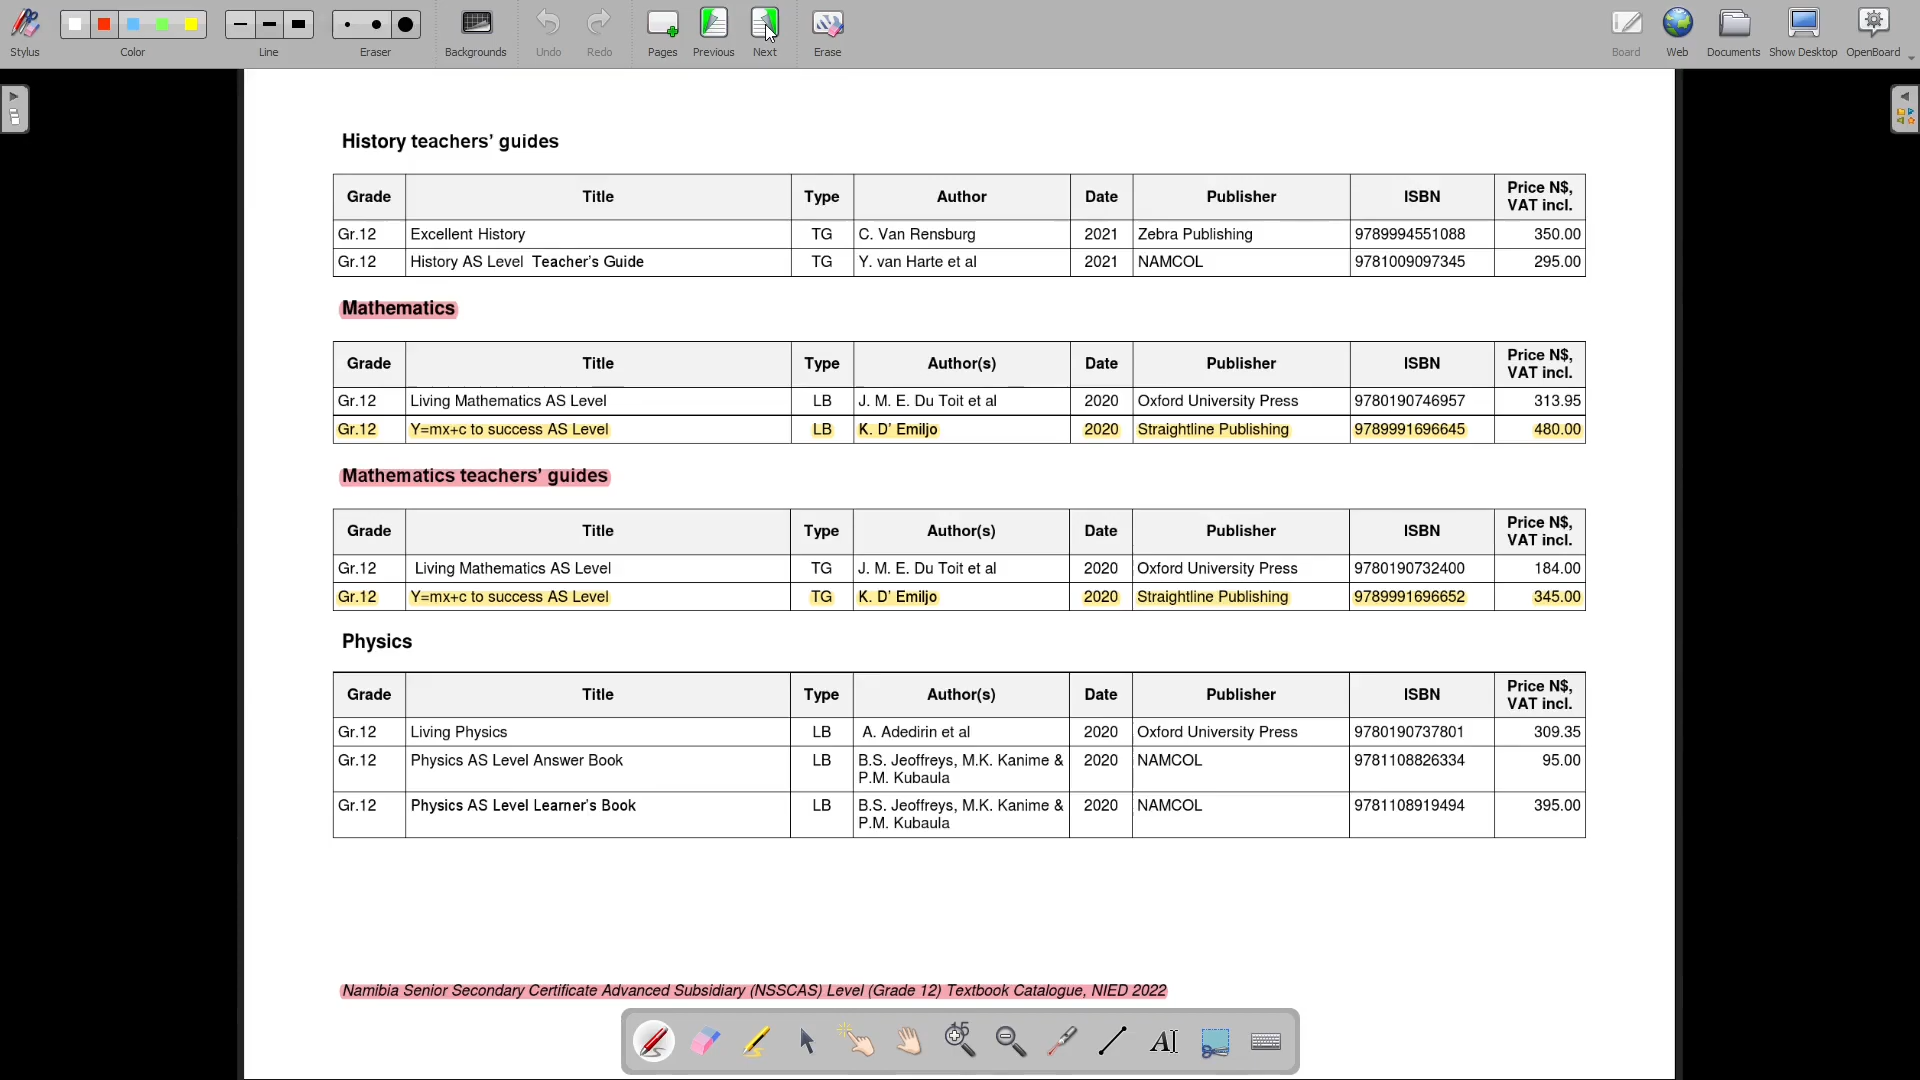 Stylus Color Line Eraser Backgrounds Undo Redo Pages Previous Next Erase Board Web Documents Show Desktop OpenBoard
History teachers' guides
Grade Title Type Author Date Publisher ISBN Price N$, VAT incl.
Gr.12 Excellent History TG C. Van Rensburg 2021 Zebra Publishing 9789994551088 350.00
Gr.12 History AS Level Teacher's Guide TG Y. van Harte et al 2021 NAMCOL 9781009097345 295.00
Mathematics
Grade Title Type Author(s) Date Publisher ISBN Price N$, VAT incl.
Gr.12 Living Mathematics AS Level LB J. M. E. Du Toit et al 2020 Oxford University Press 9780190746957 313.95
Gr.12 Y=mx+c to success AS Level LB K. D' Emiljo 2020 Straightline Publishing 9789991696645 480.00
Mathematics teachers' guides
Grade Title Type Author(s) Date Publisher ISBN Price N$, VAT incl.
Gr.12 Living Mathematics AS Level TG J. M. E. Du Toit et al 2020 Oxford University Press 9780190732400 184.00
Gr.12 Y=mx+c to success AS Level TG K. D' Emiljo 2020 Straightline Publishing 9789991696652 345.00
Physics
Grade Title Type Author(s) Date Publisher ISBN Price N$, VAT incl.
Gr.12 Living Physics LB A. Adedirin et al 2020 Oxford University Press 9780190737801 309.35
Gr.12 Physics AS Level Answer Book LB B.S. Jeoffreys, M.K. Kanime & P.M. Kubaula 2020 NAMCOL 9781108826334 95.00
Gr.12 Physics AS Level Learner's Book LB B.S. Jeoffreys, M.K. Kanime & P.M. Kubaula 2020 NAMCOL 9781108919494 395.00
Namibia Senior Secondary Certificate Advanced Subsidiary (NSSCAS) Level (Grade 12) Textbook Catalogue, NIED 2022